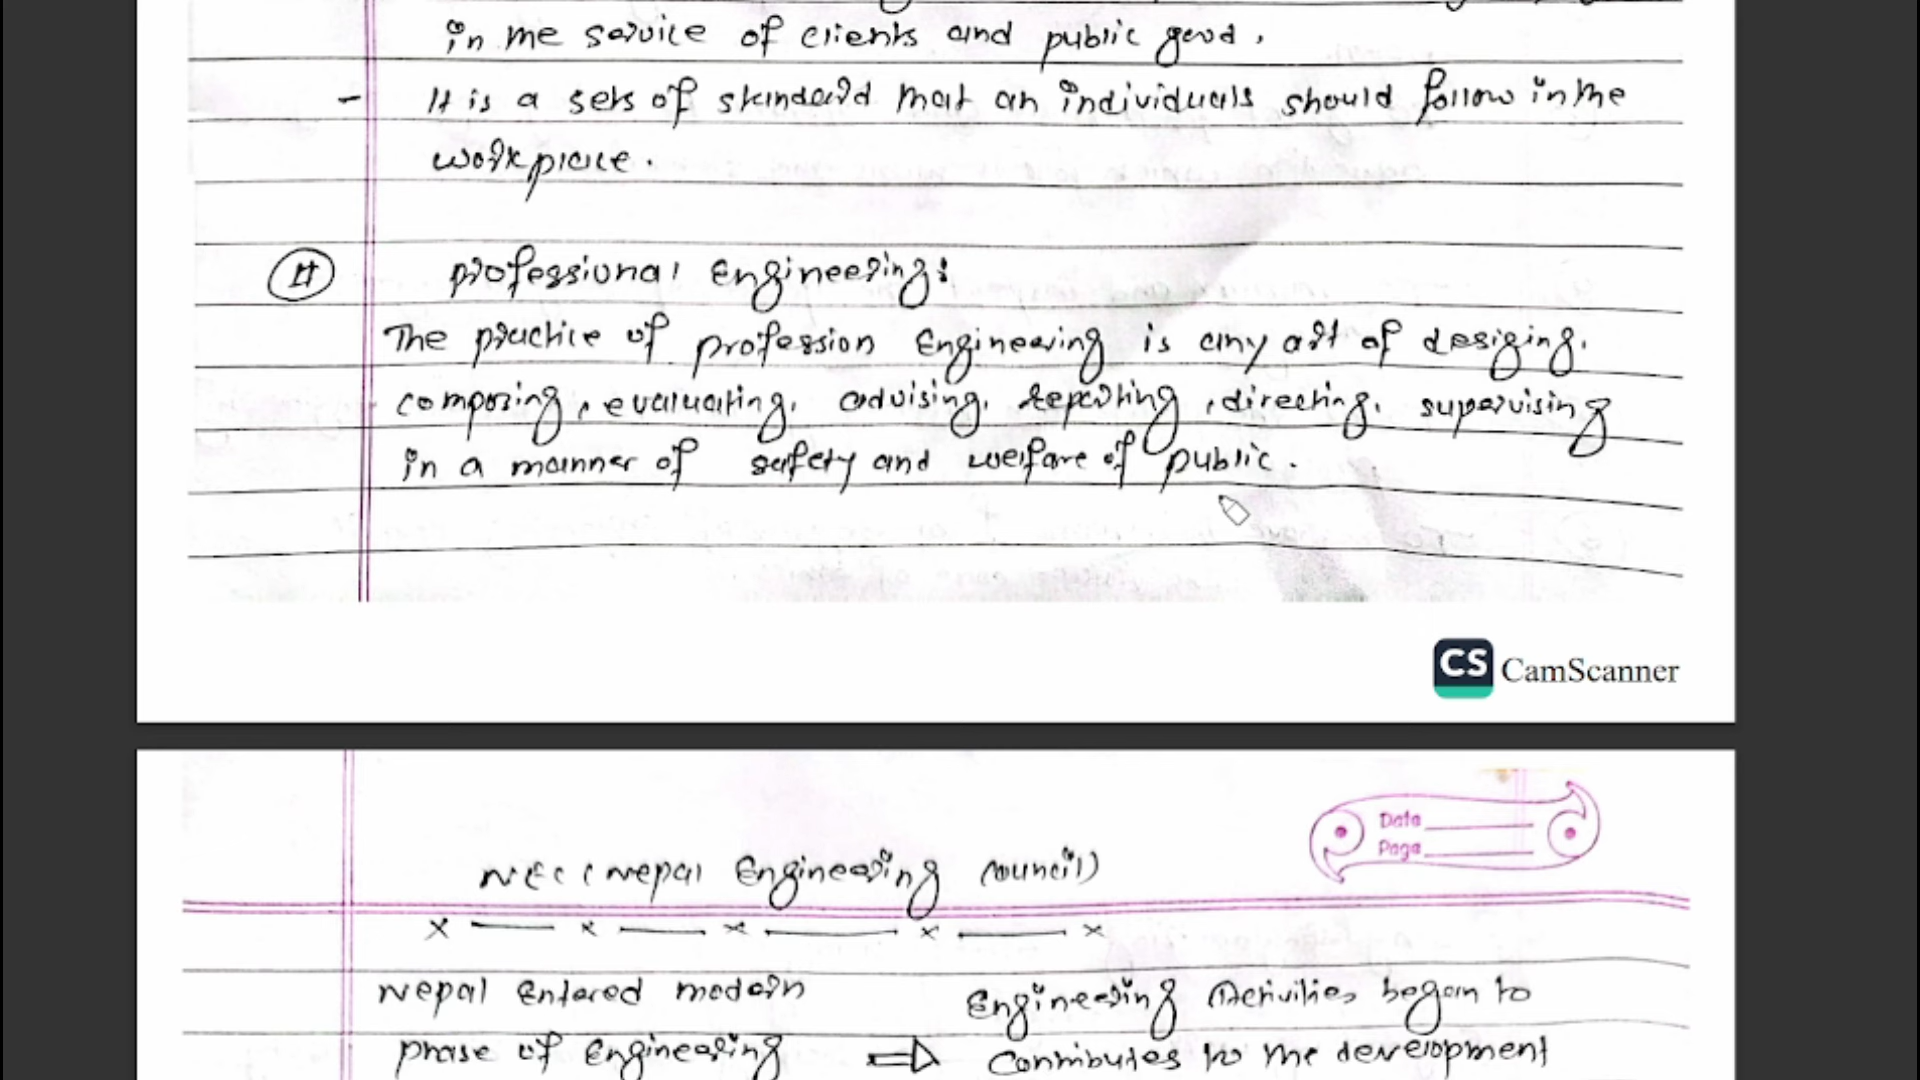 in the service of clients and public good.
- It is a sets of standard that an individuals should follow in the
workplace.
II Professional Engineering:
The practice of profession Engineering is any art of desiging,
composing, evaluating, advising, reporting, directing, supervising
in a manner of safety and welfare of public.
CS CamScanner
Date
Page
NEC (Nepal Engineering Council)
x — x — x — x — x
Nepal Entered modern
Engineering Activities began to
phase of Engineering ⇒ contributes to the development